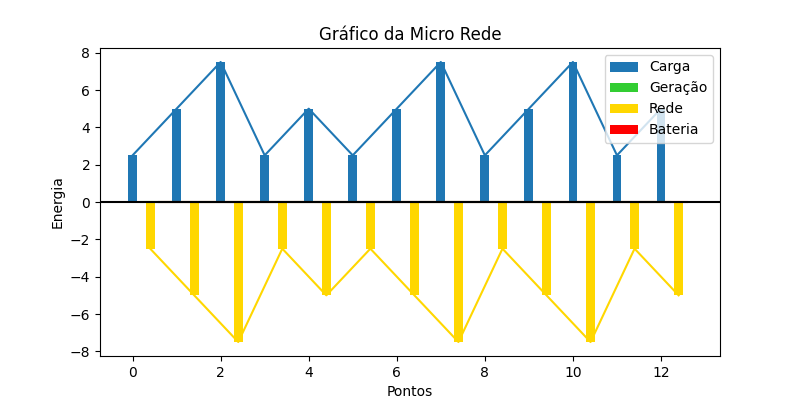 Gráfico da Micro Rede
Carga
Geração
Rede
Bateria
Energia
8
6
4
2
0
−2
−4
−6
−8
0 2 4 6 8 10 12
Pontos